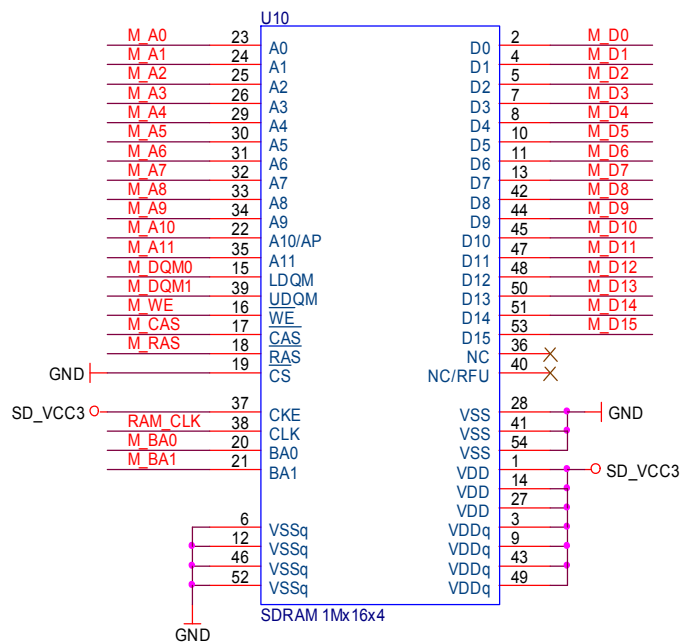 U10
M_A0 23 A0 D0 2 M_D0
M_A1 24 A1 D1 4 M_D1
M_A2 25 A2 D2 5 M_D2
M_A3 26 A3 D3 7 M_D3
M_A4 29 A4 D4 8 M_D4
M_A5 30 A5 D5 10 M_D5
M_A6 31 A6 D6 11 M_D6
M_A7 32 A7 D7 13 M_D7
M_A8 33 A8 D8 42 M_D8
M_A9 34 A9 D9 44 M_D9
M_A10 22 A10/AP D10 45 M_D10
M_A11 35 A11 D11 47 M_D11
M_DQM0 15 LDQM D12 48 M_D12
M_DQM1 39 UDQM D13 50 M_D13
M_WE 16 WE D14 51 M_D14
M_CAS 17 CAS D15 53 M_D15
M_RAS 18 RAS NC 36
GND 19 CS NC/RFU 40
SD_VCC3 37 CKE VSS 28 GND
RAM_CLK 38 CLK VSS 41
M_BA0 20 BA0 VSS 54
M_BA1 21 BA1 VDD 1 SD_VCC3
VDD 14
VDD 27
6 VSSq VDDq 3
12 VSSq VDDq 9
46 VSSq VDDq 43
52 VSSq VDDq 49
SDRAM 1Mx16x4
GND